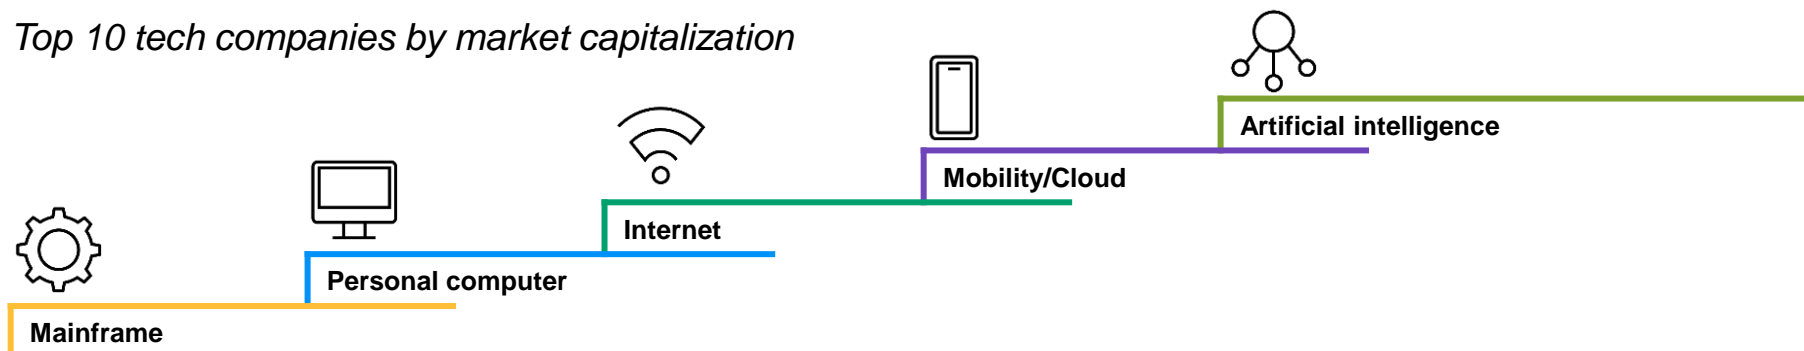 Top 10 tech companies by market capitalization
Artificial intelligence
Mobility/Cloud
Internet
Personal computer
Mainframe